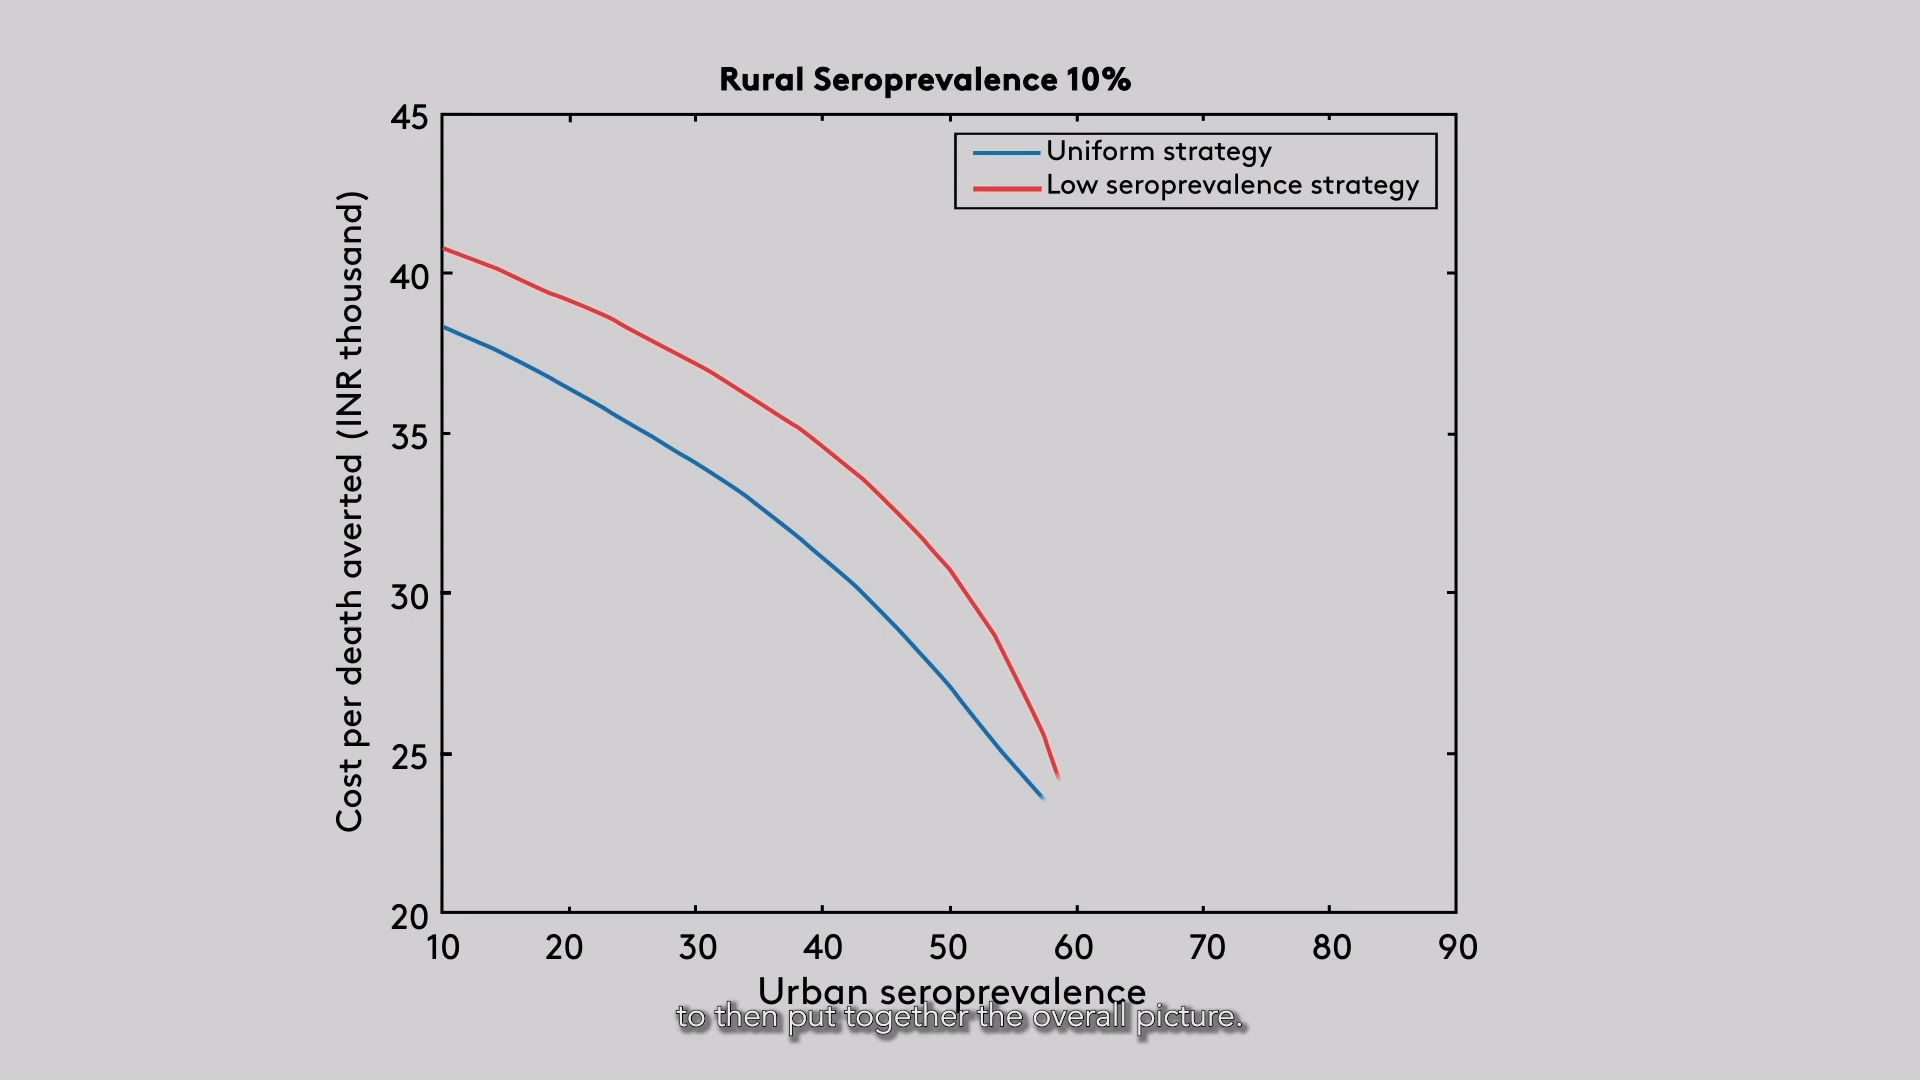 Rural Seroprevalence 10%
45
Uniform strategy
Low seroprevalence strategy
40
35
30
25
20
Cost per death averted (INR thousand)
10 20 30 40 50 60 70 80 90
Urban seroprevalence
to then put together the overall picture.